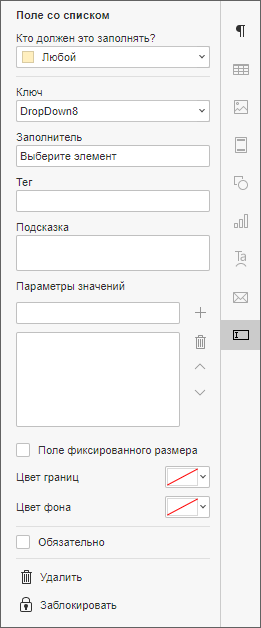 Поле со списком
Кто должен это заполнять?
Любой
Ключ
DropDown8
Заполнитель
Выберите элемент
Тег
Подсказка
Параметры значений
Поле фиксированного размера
Цвет границ
Цвет фона
Обязательно
Удалить
Заблокировать